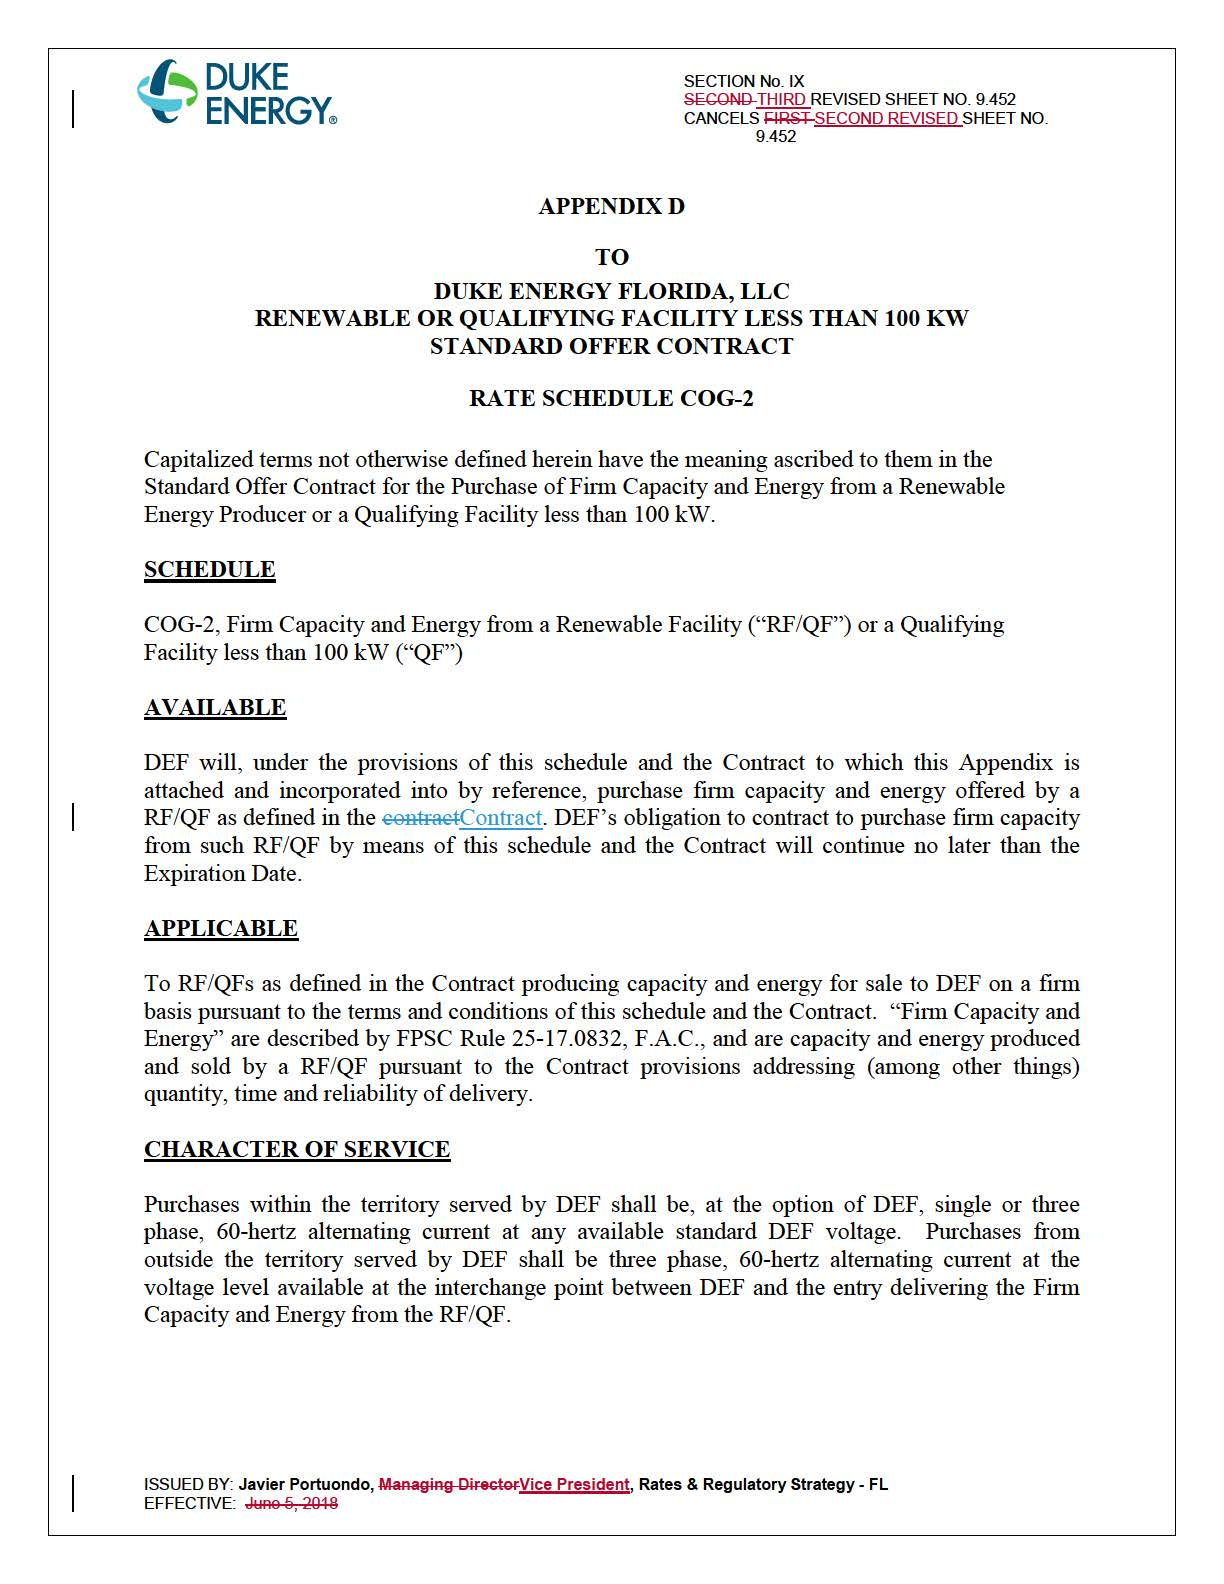 DUKE
ENERGY®
SECTION No. IX
SECOND THIRD REVISED SHEET NO. 9.452
CANCELS FIRST SECOND REVISED SHEET NO.
9.452
APPENDIX D
TO
DUKE ENERGY FLORIDA, LLC
RENEWABLE OR QUALIFYING FACILITY LESS THAN 100 KW
STANDARD OFFER CONTRACT
RATE SCHEDULE COG-2
Capitalized terms not otherwise defined herein have the meaning ascribed to them in the
Standard Offer Contract for the Purchase of Firm Capacity and Energy from a Renewable
Energy Producer or a Qualifying Facility less than 100 kW.
SCHEDULE
COG-2, Firm Capacity and Energy from a Renewable Facility (“RF/QF”) or a Qualifying
Facility less than 100 kW (“QF”)
AVAILABLE
DEF will, under the provisions of this schedule and the Contract to which this Appendix is
attached and incorporated into by reference, purchase firm capacity and energy offered by a
RF/QF as defined in the contractContract. DEF’s obligation to contract to purchase firm capacity
from such RF/QF by means of this schedule and the Contract will continue no later than the
Expiration Date.
APPLICABLE
To RF/QFs as defined in the Contract producing capacity and energy for sale to DEF on a firm
basis pursuant to the terms and conditions of this schedule and the Contract. “Firm Capacity and
Energy” are described by FPSC Rule 25-17.0832, F.A.C., and are capacity and energy produced
and sold by a RF/QF pursuant to the Contract provisions addressing (among other things)
quantity, time and reliability of delivery.
CHARACTER OF SERVICE
Purchases within the territory served by DEF shall be, at the option of DEF, single or three
phase, 60-hertz alternating current at any available standard DEF voltage. Purchases from
outside the territory served by DEF shall be three phase, 60-hertz alternating current at the
voltage level available at the interchange point between DEF and the entry delivering the Firm
Capacity and Energy from the RF/QF.
ISSUED BY: Javier Portuondo, Managing DirectorVice President, Rates & Regulatory Strategy - FL
EFFECTIVE: June 5, 2018